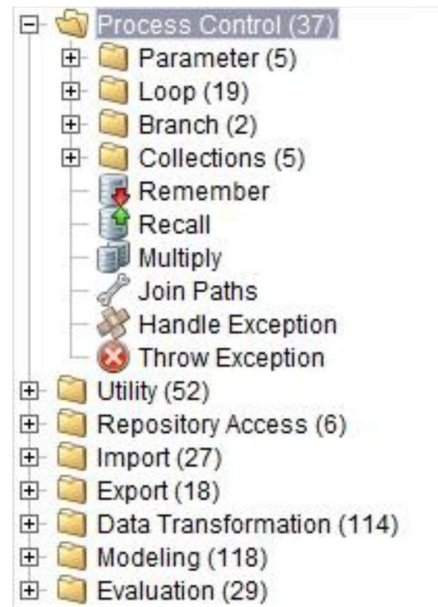 Process Control (37)
Parameter (5)
Loop (19)
Branch (2)
Collections (5)
Remember
Recall
Multiply
Join Paths
Handle Exception
Throw Exception
Utility (52)
Repository Access (6)
Import (27)
Export (18)
Data Transformation (114)
Modeling (118)
Evaluation (29)